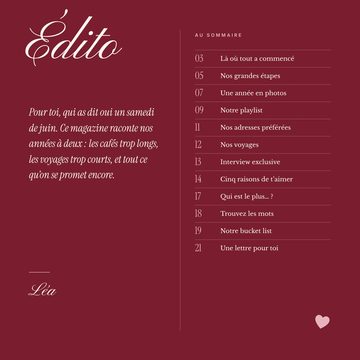 Édito
Pour toi, qui as dit oui un samedi
de juin. Ce magazine raconte nos
années à deux : les cafés trop longs,
les voyages trop courts, et tout ce
qu'on se promet encore.
Léa
AU SOMMAIRE
03 Là où tout a commencé
05 Nos grandes étapes
07 Une année en photos
09 Notre playlist
11 Nos adresses préférées
12 Nos voyages
13 Interview exclusive
14 Cinq raisons de t'aimer
17 Qui est le plus... ?
18 Trouvez les mots
19 Notre bucket list
21 Une lettre pour toi